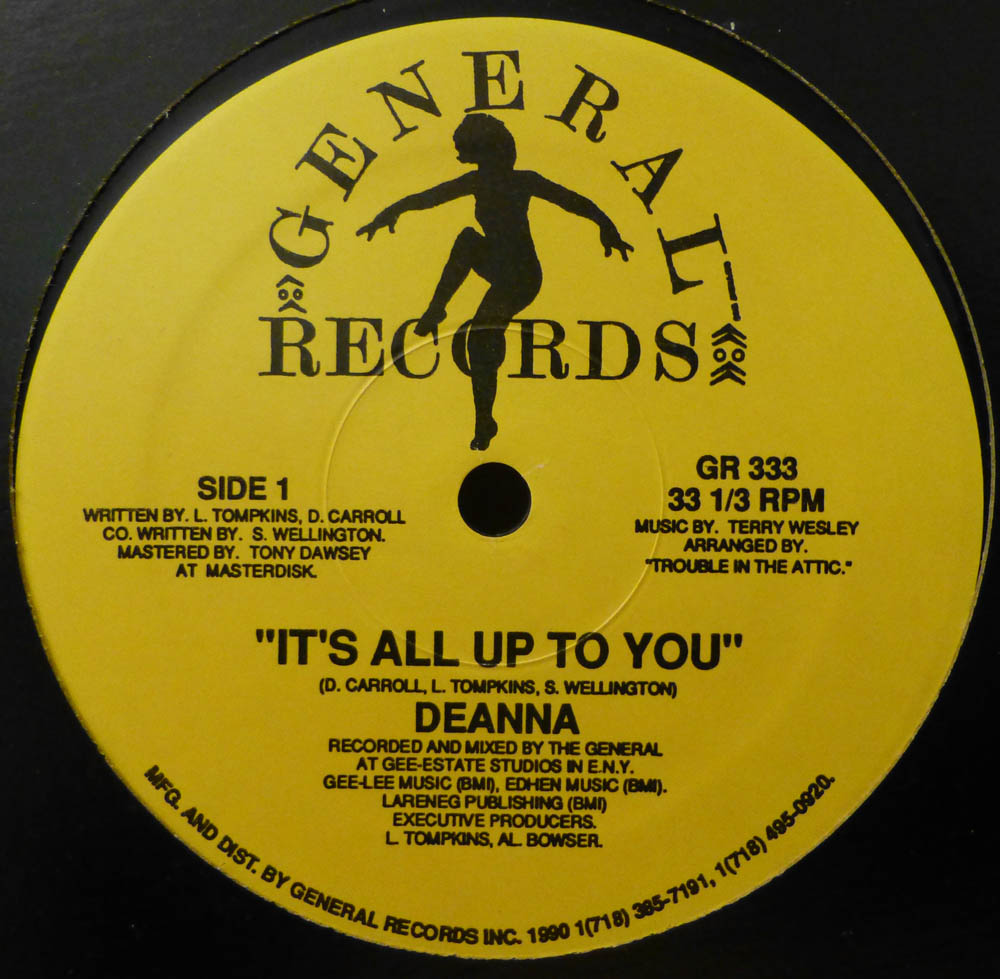 GENERAL
RECORDS
SIDE 1
WRITTEN BY. L. TOMPKINS, D. CARROLL
CO. WRITTEN BY. S. WELLINGTON.
MASTERED BY. TONY DAWSEY
AT MASTERDISK.
GR 333
33 1/3 RPM
MUSIC BY. TERRY WESLEY
ARRANGED BY.
"TROUBLE IN THE ATTIC."
"IT'S ALL UP TO YOU"
(D. CARROLL, L. TOMPKINS, S. WELLINGTON)
DEANNA
RECORDED AND MIXED BY THE GENERAL
AT GEE-ESTATE STUDIOS IN E.N.Y.
GEE-LEE MUSIC (BMI), EDHEN MUSIC (BMI).
LARENEG PUBLISHING (BMI)
EXECUTIVE PRODUCERS.
L. TOMPKINS, AL. BOWSER.
MFG. AND DIST. BY GENERAL RECORDS INC. 1990 1(718) 385-7191, 1(718) 495-0920.